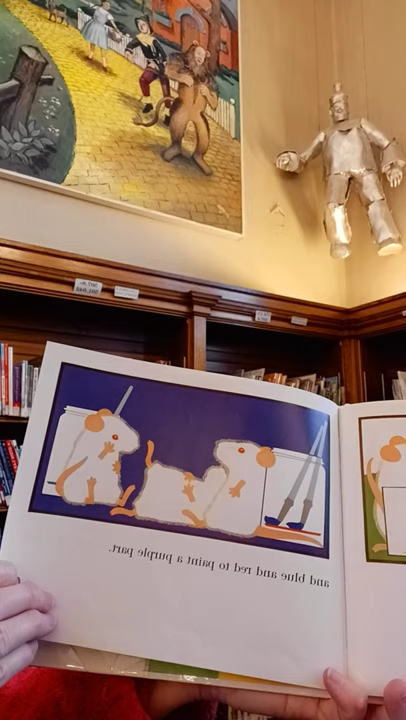 and blue and red to paint a purple part.